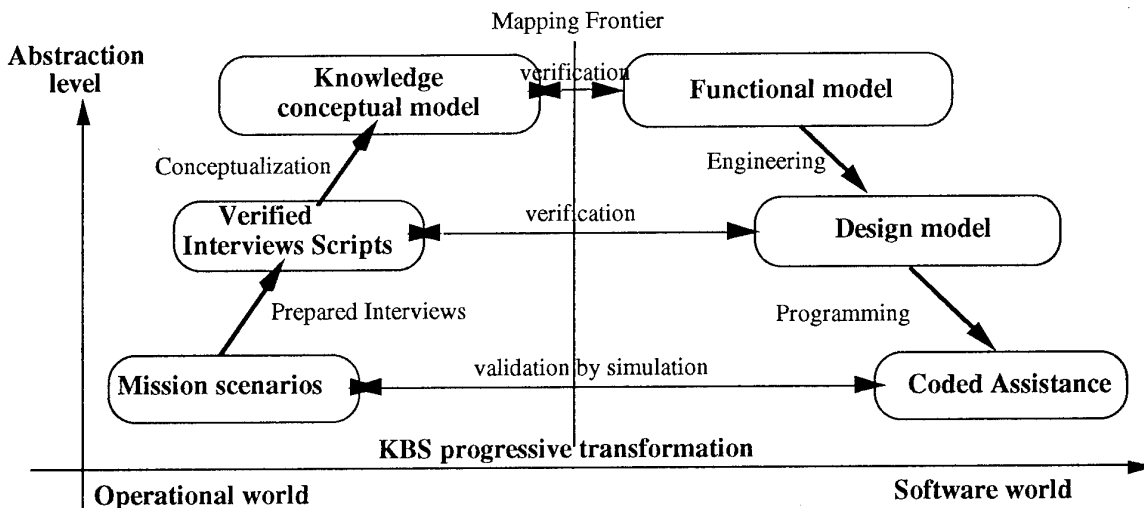 Mapping Frontier
Abstraction
level
Knowledge
conceptual model
verification
Functional model
Conceptualization
Engineering
Verified
Interviews Scripts
verification
Design model
Prepared Interviews
Programming
Mission scenarios
validation by simulation
Coded Assistance
KBS progressive transformation
Operational world
Software world